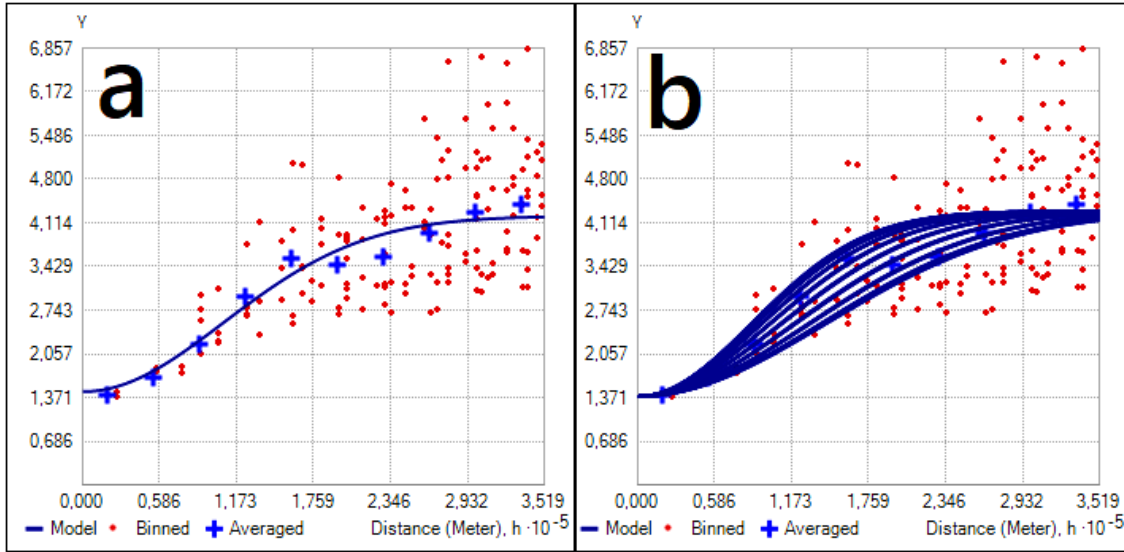 a
Y
6,857
6,172
5,486
4,800
4,114
3,429
2,743
2,057
1,371
0,686
0,000 0,586 1,173 1,759 2,346 2,932 3,519
Model Binned Averaged Distance (Meter), h ·10⁻⁵
b
Y
6,857
6,172
5,486
4,800
4,114
3,429
2,743
2,057
1,371
0,686
0,000 0,586 1,173 1,759 2,346 2,932 3,519
Model Binned Averaged Distance (Meter), h ·10⁻⁵